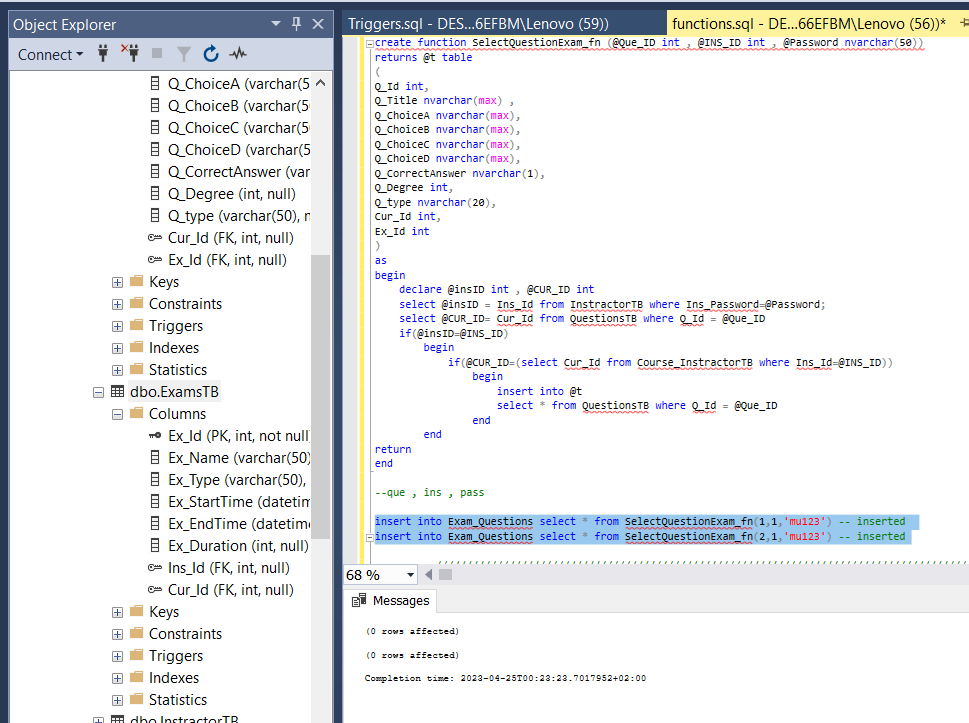 Object Explorer
Connect
Q_ChoiceA (varchar(5
Q_ChoiceB (varchar(5
Q_ChoiceC (varchar(5
Q_ChoiceD (varchar(5
Q_CorrectAnswer (var
Q_Degree (int, null)
Q_type (varchar(50), n
Cur_Id (FK, int, null)
Ex_Id (FK, int, null)
Keys
Constraints
Triggers
Indexes
Statistics
dbo.ExamsTB
Columns
Ex_Id (PK, int, not null
Ex_Name (varchar(50)
Ex_Type (varchar(50),
Ex_StartTime (datetim
Ex_EndTime (datetime
Ex_Duration (int, null)
Ins_Id (FK, int, null)
Cur_Id (FK, int, null)
Keys
Constraints
Triggers
Indexes
Statistics
dbo.InstractorTB
Triggers.sql - DES...6EFBM\Lenovo (59))
functions.sql - DE...66EFBM\Lenovo (56))*
create function SelectQuestionExam_fn (@Que_ID int , @INS_ID int , @Password nvarchar(50))
returns @t table
(
Q_Id int,
Q_Title nvarchar(max) ,
Q_ChoiceA nvarchar(max),
Q_ChoiceB nvarchar(max),
Q_ChoiceC nvarchar(max),
Q_ChoiceD nvarchar(max),
Q_CorrectAnswer nvarchar(1),
Q_Degree int,
Q_type nvarchar(20),
Cur_Id int,
Ex_Id int
)
as
begin
declare @insID int , @CUR_ID int
select @insID = Ins_Id from InstractorTB where Ins_Password=@Password;
select @CUR_ID= Cur_Id from QuestionsTB where Q_Id = @Que_ID
if(@insID=@INS_ID)
begin
if(@CUR_ID=(select Cur_Id from Course_InstractorTB where Ins_Id=@INS_ID))
begin
insert into @t
select * from QuestonsTB where Q_Id = @Que_ID
end
end
return
end
--que , ins , pass
insert into Exam_Questions select * from SelectQuestionExam_fn(1,1,'mu123') -- inserted
insert into Exam_Questions select * from SelectQuestionExam_fn(2,1,'mu123') -- inserted
68 %
Messages
(0 rows affected)
(0 rows affected)
Completion time: 2023-04-25T00:23:23.7017952+02:00